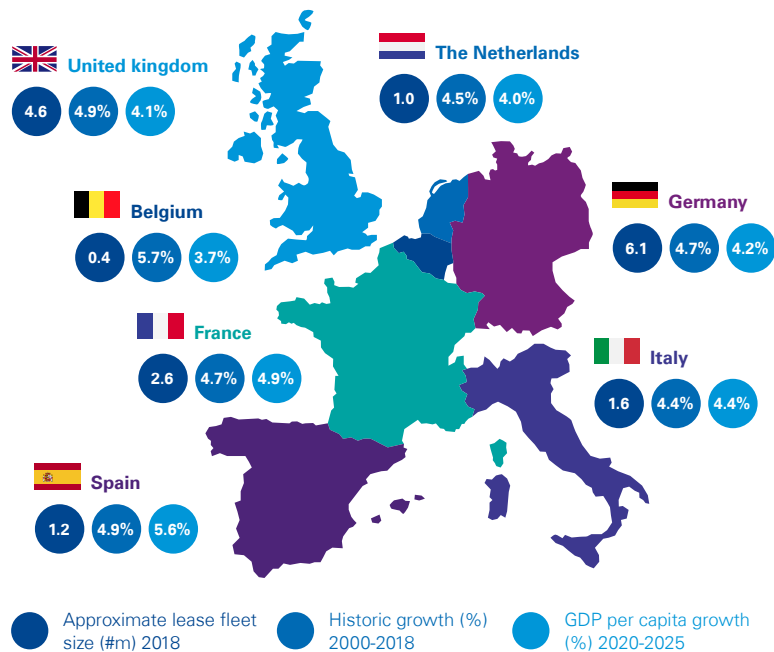 United kingdom
4.6 4.9% 4.1%
The Netherlands
1.0 4.5% 4.0%
Belgium
0.4 5.7% 3.7%
Germany
6.1 4.7% 4.2%
France
2.6 4.7% 4.9%
Italy
1.6 4.4% 4.4%
Spain
1.2 4.9% 5.6%
Approximate lease fleet
size (#m) 2018
Historic growth (%)
2000-2018
GDP per capita growth
(%) 2020-2025